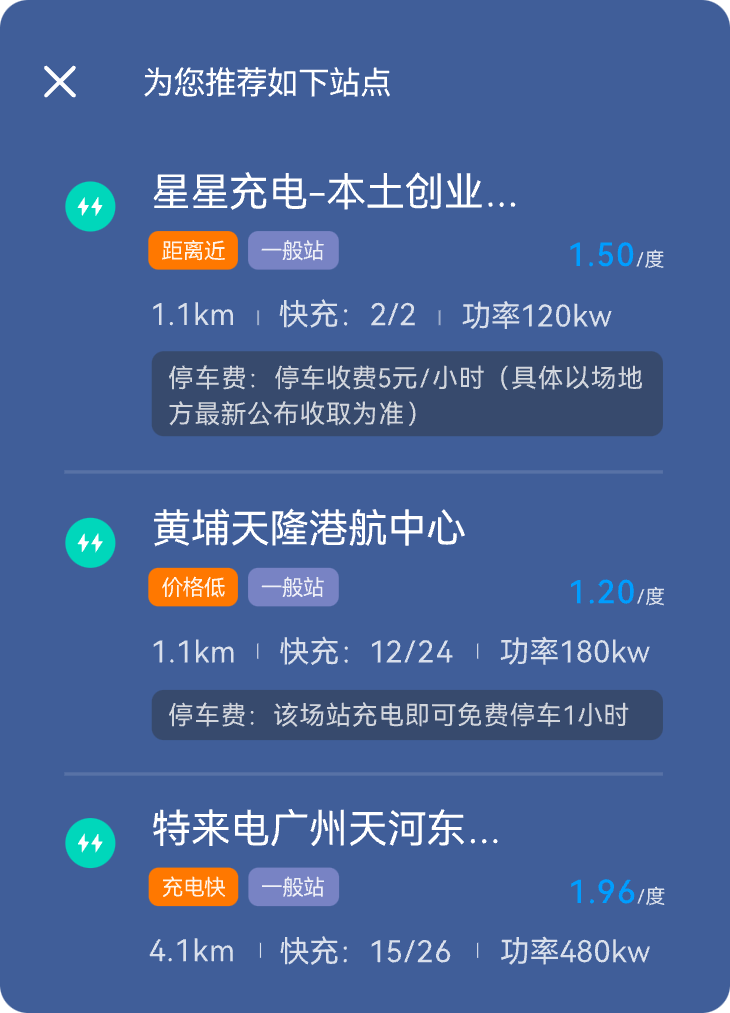 为您推荐如下站点
星星充电-本土创业...
距离近 一般站 1.50/度
1.1km | 快充：2/2 | 功率120kw
停车费：停车收费5元/小时（具体以场地
方最新公布收取为准）
黄埔天隆港航中心
价格低 一般站 1.20/度
1.1km | 快充：12/24 | 功率180kw
停车费：该场站充电即可免费停车1小时
特来电广州天河东...
充电快 一般站 1.96/度
4.1km | 快充：15/26 | 功率480kw